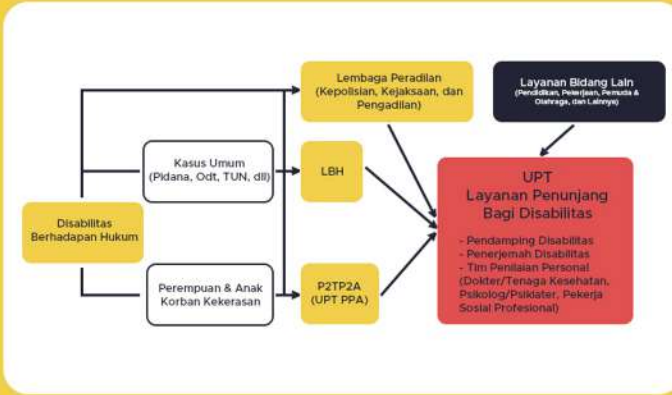 Lembaga Peradilan
(Kepolisian, Kejaksaan, dan
Pengadilan)
Layanan Bidang Lain
(Pendidikan, Pekerjaan, Pemuda &
Olahraga, dan Lainnya)
Kasus Umum
(Pidana, Odt, TUN, dll)
LBH
UPT
Layanan Penunjang
Bagi Disabilitas
- Pendamping Disabilitas
- Penerjemah Disabilitas
- Tim Penilaian Personal
(Dokter/Tenaga Kesehatan,
Psikolog/Psikiater, Pekerja
Sosial Profesional)
Disabilitas
Berhadapan Hukum
Perempuan & Anak
Korban Kekerasan
P2TP2A
(UPT PPA)